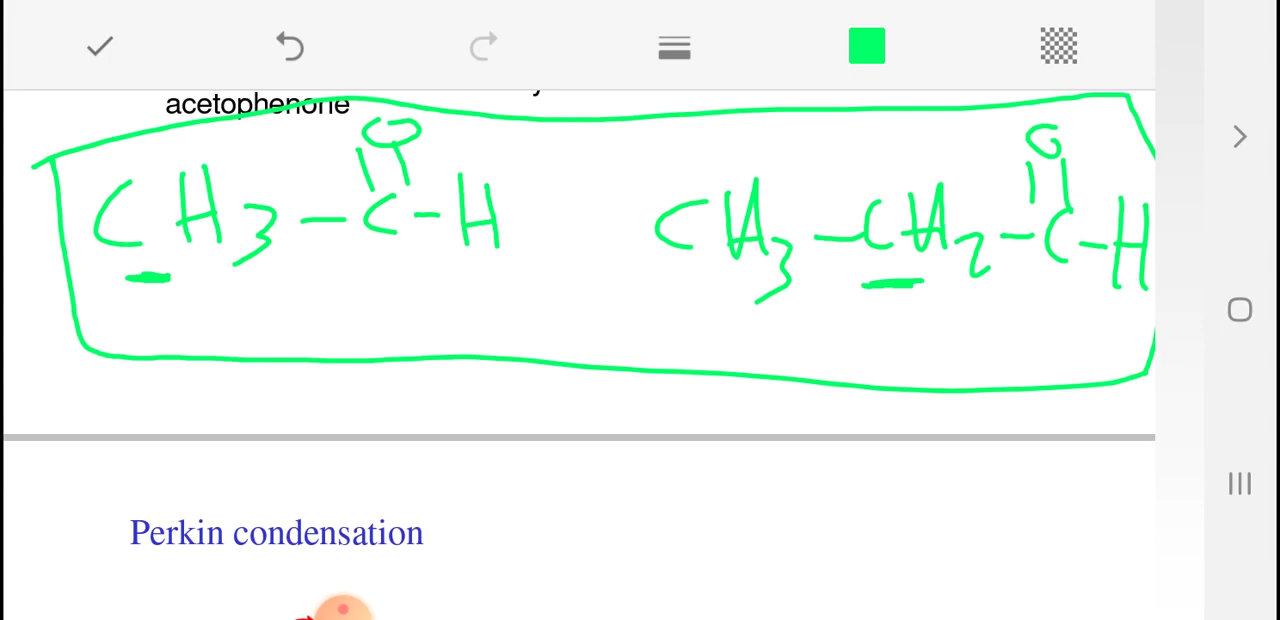 acetophenone
O O
CH3-C-H CH3-CH2-C-H
Perkin condensation